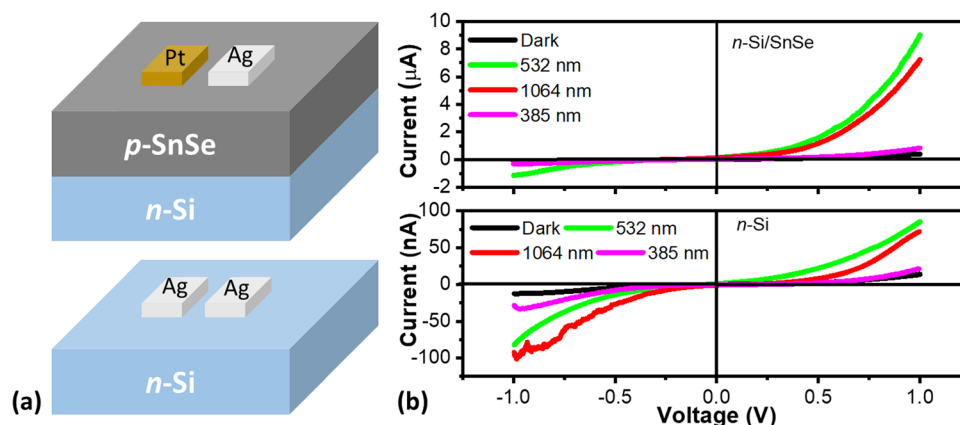 Pt
Ag
p-SnSe
n-Si
Ag
Ag
n-Si
(a)
Current (μA)
10
8
6
4
2
0
-2
Dark
532 nm
1064 nm
385 nm
n-Si/SnSe
Current (nA)
100
50
0
-50
-100
Dark
532 nm
1064 nm
385 nm
n-Si
-1.0
-0.5
0.0
0.5
1.0
(b)
Voltage (V)